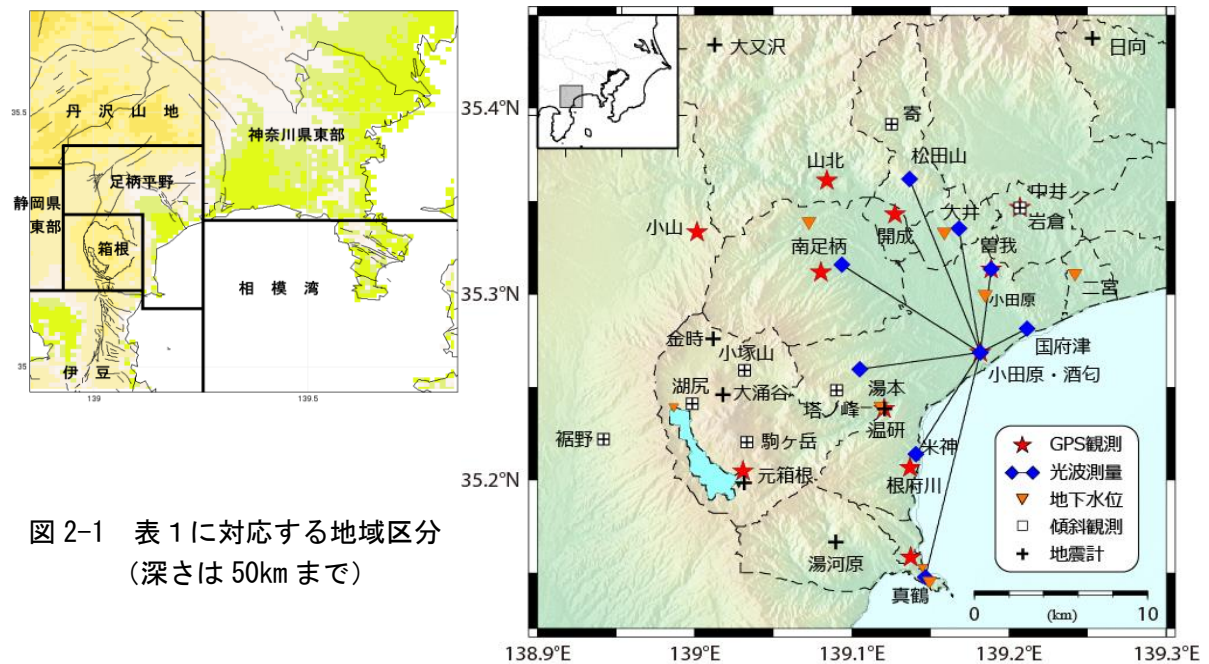 35.5
35
139
139.5
丹沢山地
神奈川県東部
足柄平野
静岡県
東部
箱根
相模湾
伊豆
図 2-1 表１に対応する地域区分
（深さは 50km まで）
35.4°N
35.3°N
35.2°N
138.9°E
139°E
139.1°E
139.2°E
139.3°E
大又沢
日向
寄
山北
松田山
中井
小山
開成
大井
岩倉
南足柄
曽我
小田原
二宮
国府津
小田原・酒匂
金時
小塚山
湖尻
大涌谷
塔ノ峰
湯本
温研
裾野
駒ヶ岳
米神
元箱根
根府川
湯河原
真鶴
GPS観測
光波測量
地下水位
傾斜観測
地震計
0 (km) 10